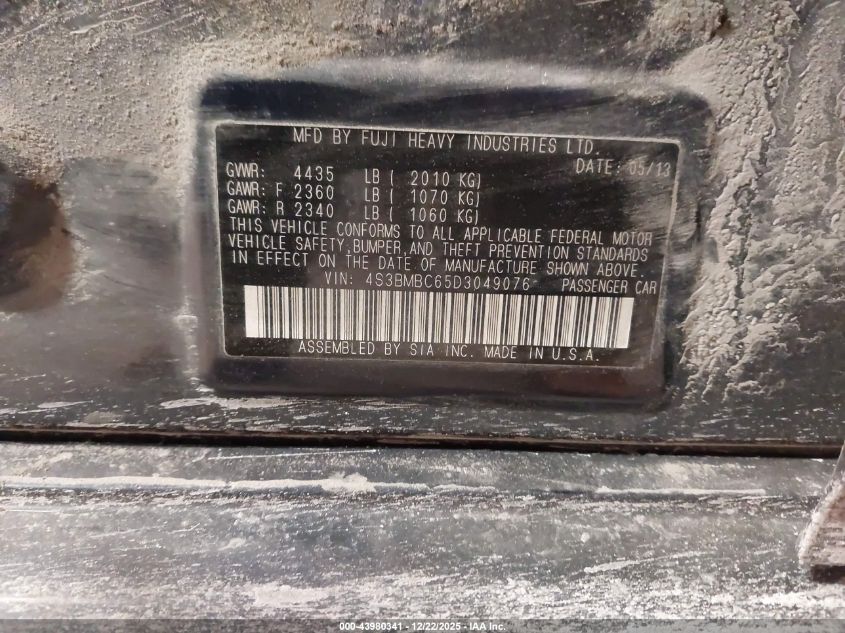 MFD BY FUJI HEAVY INDUSTRIES LTD.
DATE: 05/13
GVWR: 4435 LB ( 2010 KG)
GAWR: F 2360 LB ( 1070 KG)
GAWR: R 2340 LB ( 1060 KG)
THIS VEHICLE CONFORMS TO ALL APPLICABLE FEDERAL MOTOR
VEHICLE SAFETY,BUMPER,AND THEFT PREVENTION STANDARDS
IN EFFECT ON THE DATE OF MANUFACTURE SHOWN ABOVE.
VIN: 4S3BMBC65D3049076 PASSENGER CAR
ASSEMBLED BY SIA INC. MADE IN U.S.A.
000-43980341 - 12/22/2025 - IAA Inc.